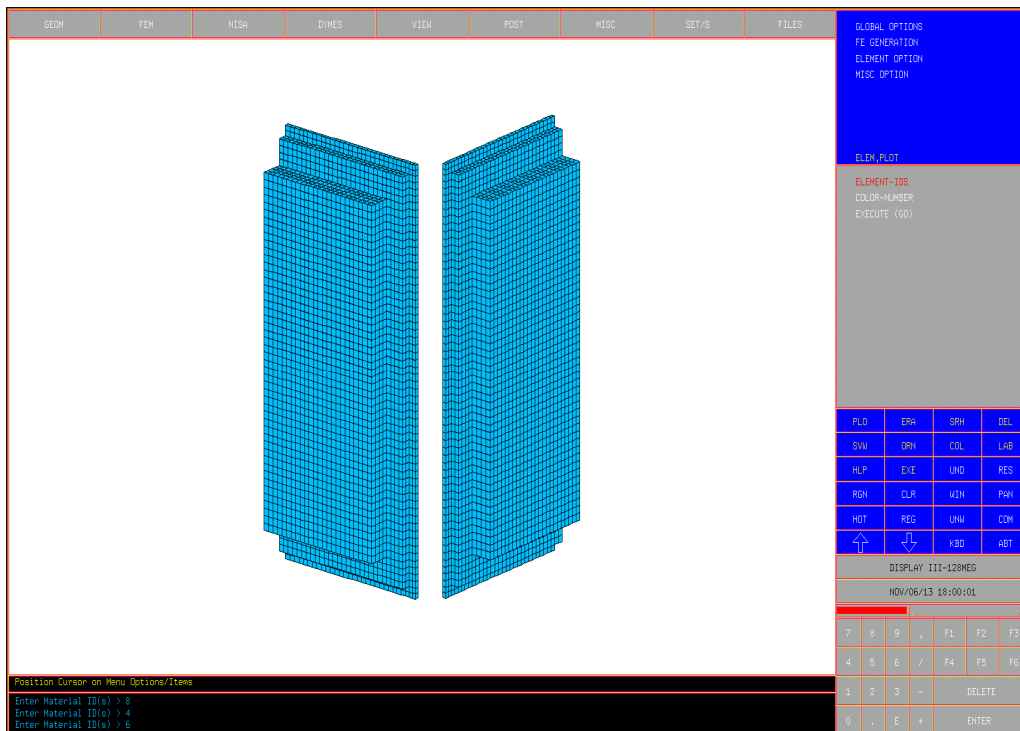 GEOM FEM NISA DYMES VIEW POST MISC SET/S FILES
GLOBAL OPTIONS
FE GENERATION
ELEMENT OPTION
MISC OPTION
ELEM,PLOT
ELEMENT-IDS
COLOR-NUMBER
EXECUTE (GO)
PLO ERA SRH DEL
SVW DRN COL LAB
HLP EXE UND RES
RGN CLR WIN PAN
HOT REG UNW COM
KBD ABT
DISPLAY III-128MEG
NOV/06/13 18:00:01
7 8 9 , F1 F2 F3
4 5 6 / F4 F5 F6
1 2 3 - DELETE
0 . E + ENTER
Position Cursor on Menu Options/Items
Enter Material ID(s) > 8
Enter Material ID(s) > 4
Enter Material ID(s) > 6